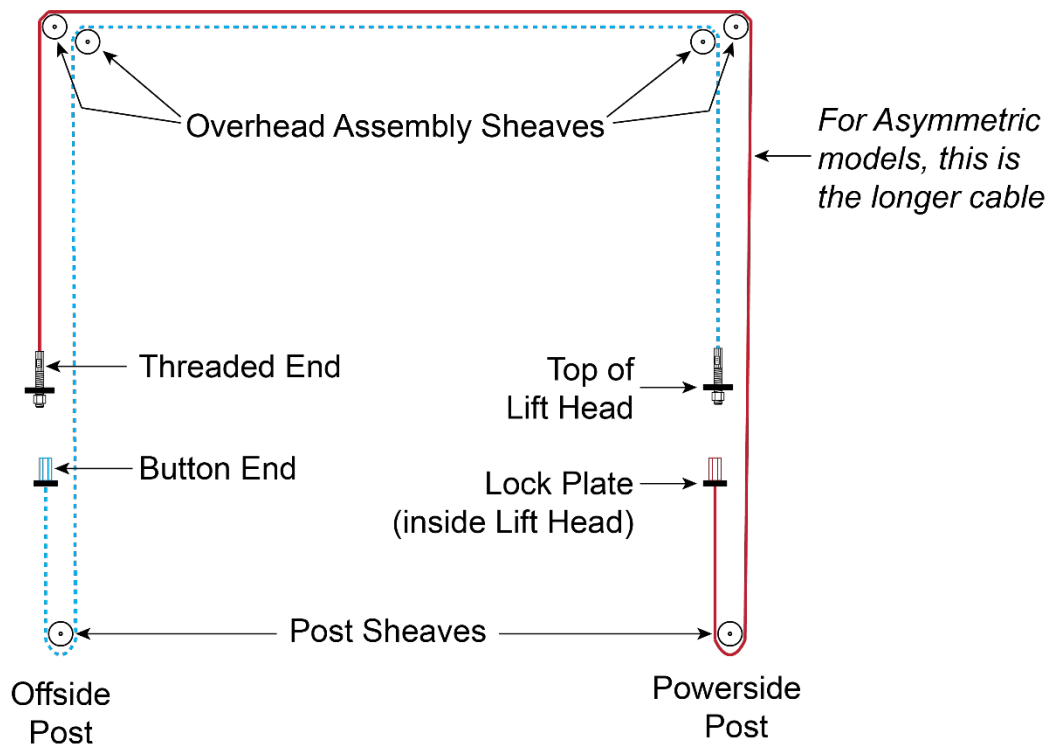 Overhead Assembly Sheaves
For Asymmetric
models, this is
the longer cable
Threaded End
Top of
Lift Head
Button End
Lock Plate
(inside Lift Head)
Post Sheaves
Offside
Post
Powerside
Post